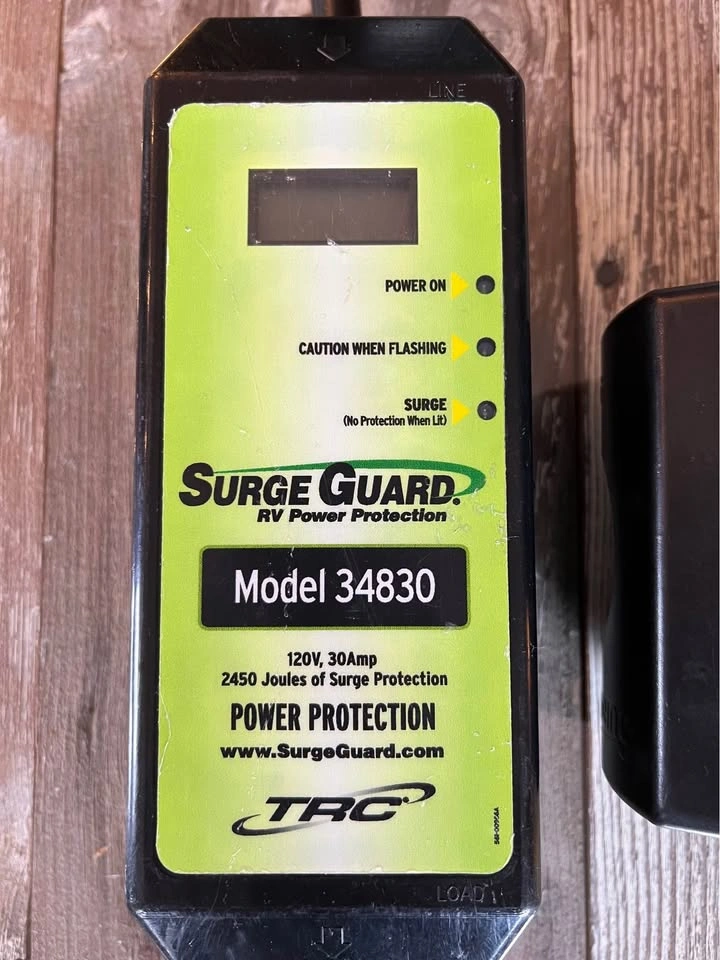 LINE
POWER ON
CAUTION WHEN FLASHING
SURGE
(No Protection When Lit)
SURGE GUARD.
RV Power Protection
Model 34830
120V, 30Amp
2450 Joules of Surge Protection
POWER PROTECTION
www.SurgeGuard.com
TRC
LOAD